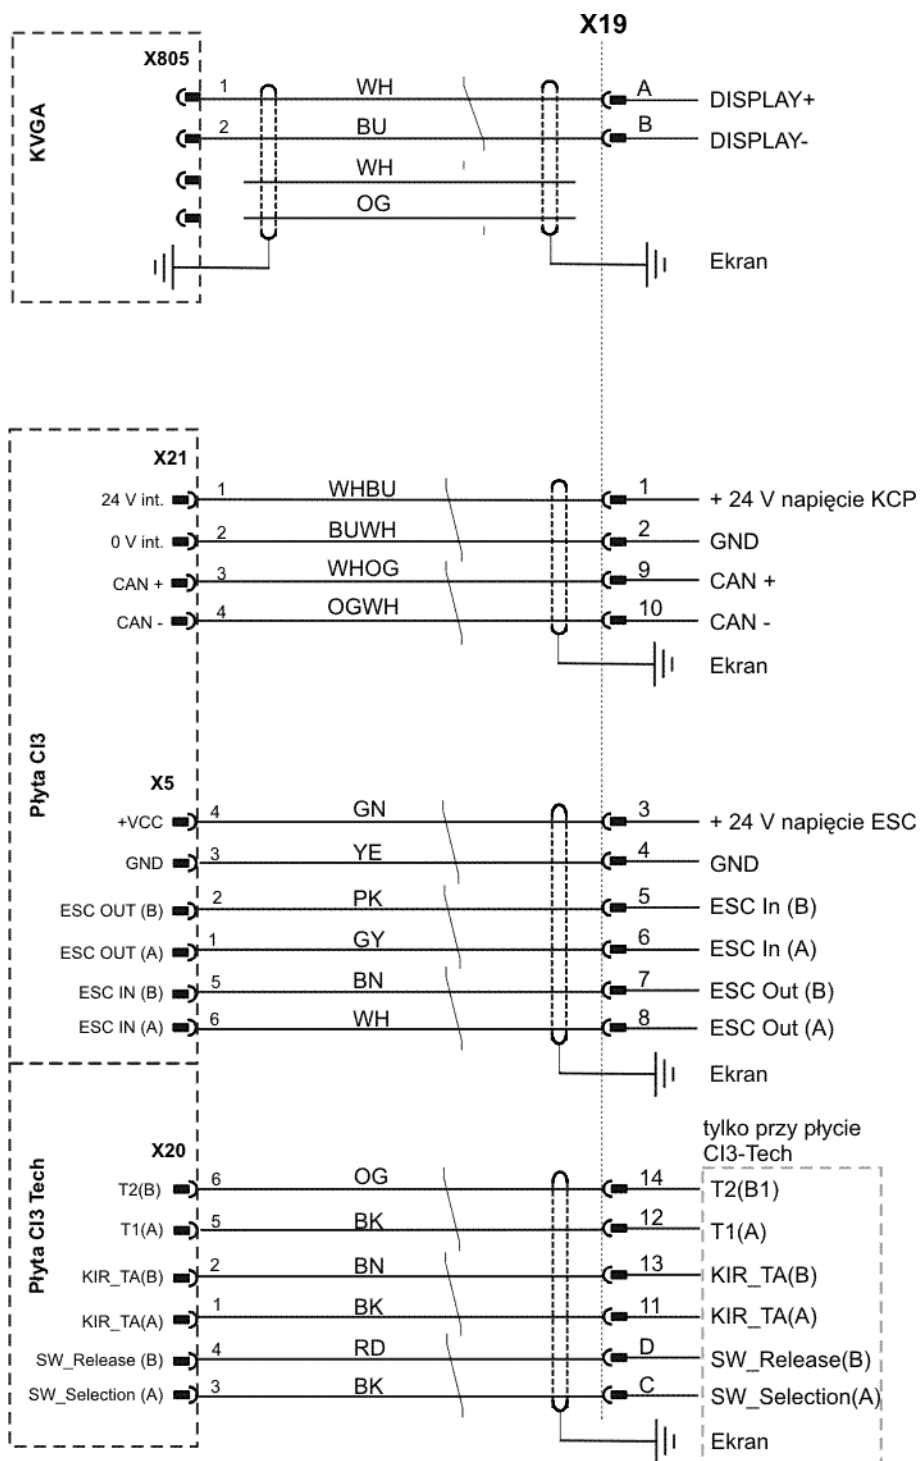 X19
X805
KVGA
1 WH A DISPLAY+
2 BU B DISPLAY-
WH
OG
Ekran
Płyta CI3
X21
24 V int. 1 WHBU 1 + 24 V napięcie KCP
0 V int. 2 BUWH 2 GND
CAN + 3 WHOG 9 CAN +
CAN - 4 OGWH 10 CAN -
Ekran
X5
+VCC 4 GN 3 + 24 V napięcie ESC
GND 3 YE 4 GND
ESC OUT (B) 2 PK 5 ESC In (B)
ESC OUT (A) 1 GY 6 ESC In (A)
ESC IN (B) 5 BN 7 ESC Out (B)
ESC IN (A) 6 WH 8 ESC Out (A)
Ekran
Płyta CI3 Tech
tylko przy płycie
CI3-Tech
X20
T2(B) 6 OG 14 T2(B1)
T1(A) 5 BK 12 T1(A)
KIR_TA(B) 2 BN 13 KIR_TA(B)
KIR_TA(A) 1 BK 11 KIR_TA(A)
SW_Release (B) 4 RD D SW_Release(B)
SW_Selection (A) 3 BK C SW_Selection(A)
Ekran